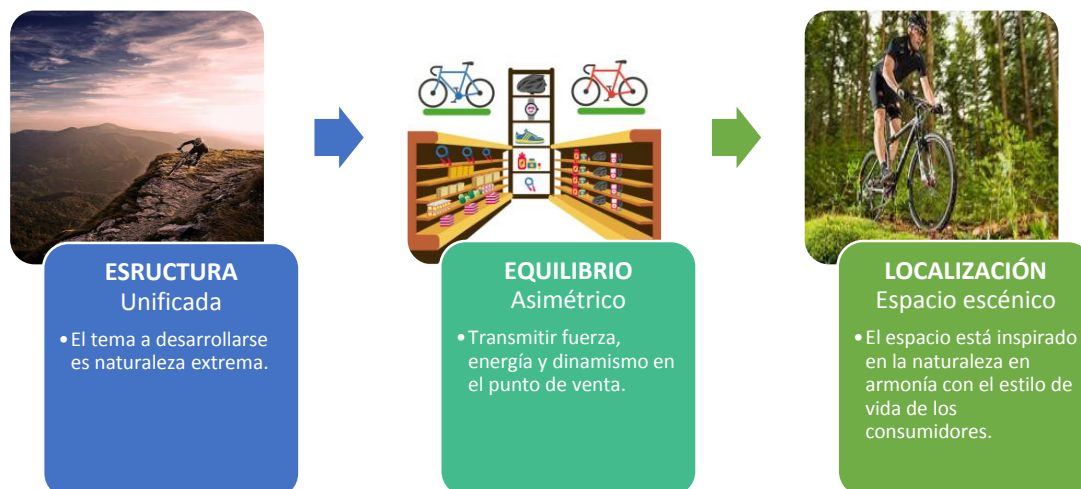 ESRUCTURA
Unificada
• El tema a desarrollarse
es naturaleza extrema.
EQUILIBRIO
Asimétrico
• Transmitir fuerza,
energía y dinamismo en
el punto de venta.
LOCALIZACIÓN
Espacio escénico
• El espacio está inspirado
en la naturaleza en
armonía con el estilo de
vida de los
consumidores.